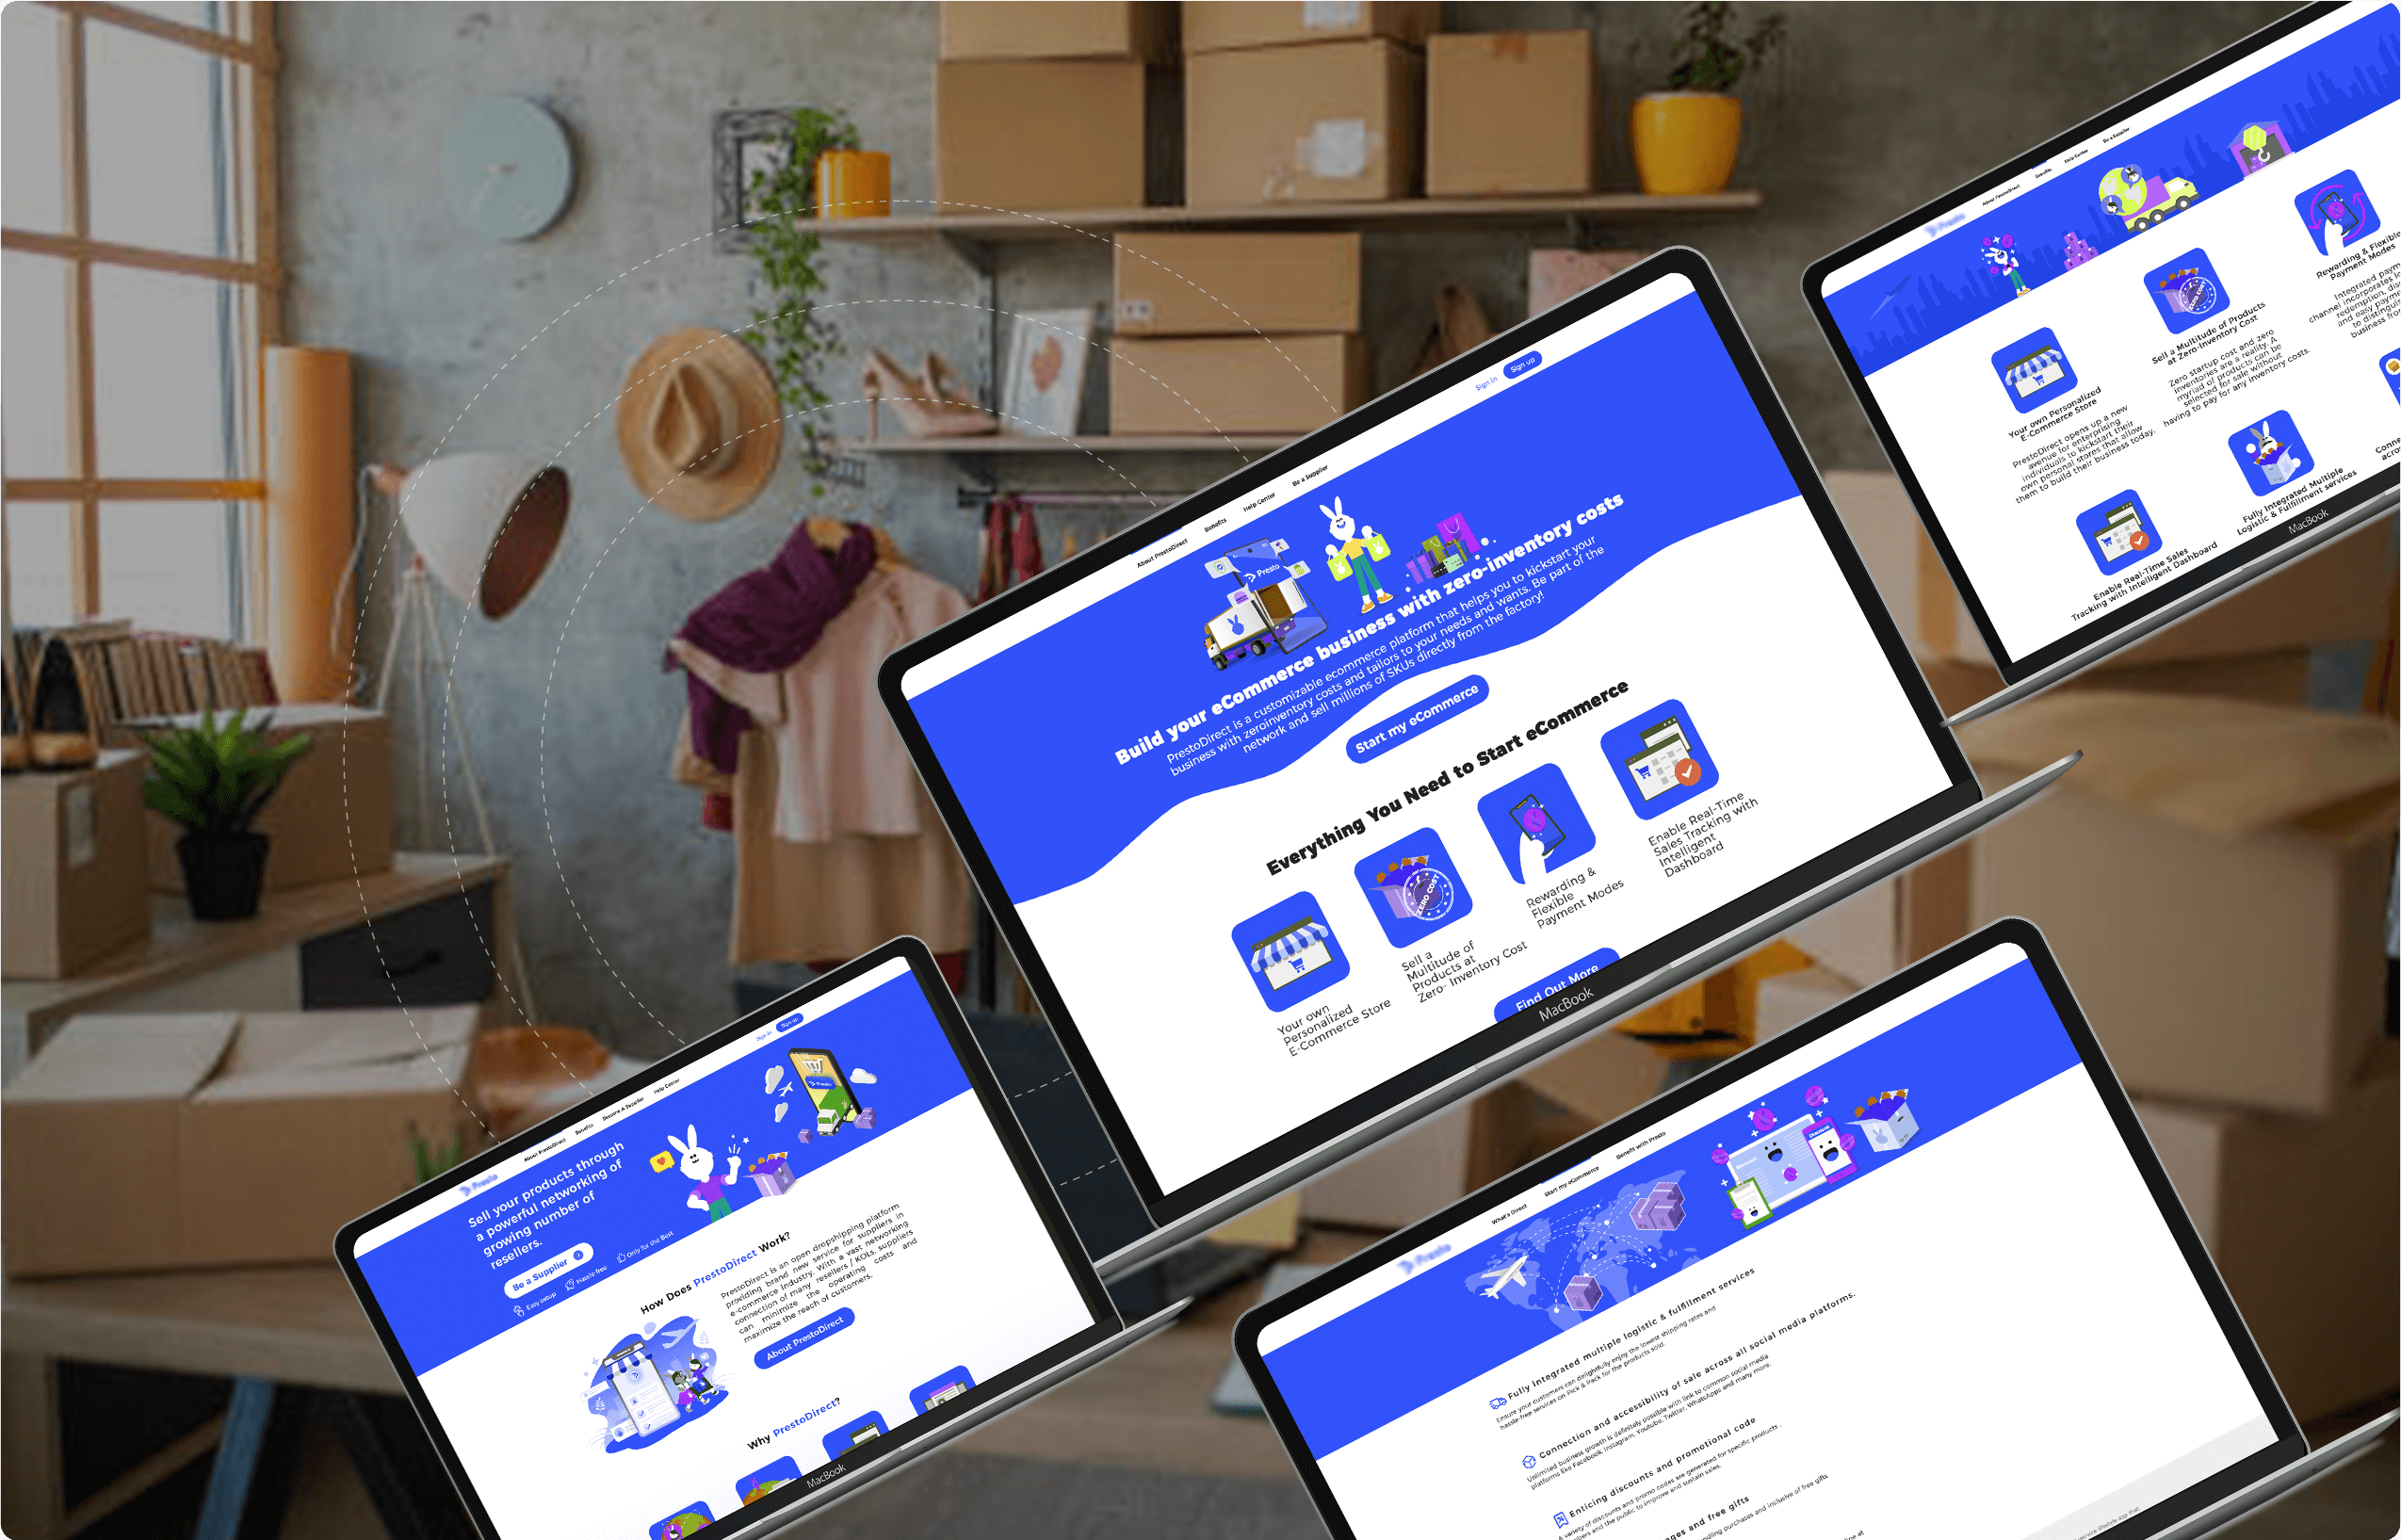 Sign in
Sign up
About PrestoDirect
Benefits
Help Center
Be a Supplier
Presto
Build your eCommerce business with zero-inventory costs
PrestoDirect is a customizable ecommerce platform that helps you to kickstart your
business with zeroinventory costs and tailors to your needs and wants. Be part of the
network and sell millions of SKUs directly from the factory!
Start my eCommerce
Everything You Need to Start eCommerce
ZERO COST
Your own
Personalized
E-Commerce Store
Sell a
Multitude of
Products at
Zero- Inventory Cost
Rewarding &
Flexible
Payment Modes
Enable Real-Time
Sales Tracking with
Intelligent
Dashboard
Find Out More
MacBook
Presto
About PrestoDirect
Benefits
Help Center
Be a Supplier
Your own Personalized
E-Commerce Store
PrestoDirect opens up a new
avenue for enterprising
individuals to kickstart their
own personal stores that allow
them to build their business today.
ZERO COST
Sell a Multitude of Products
at Zero-Inventory Cost
Zero startup cost and zero
inventories are a reality. A
myriad of products can be
selected for sale without
having to pay for any inventory costs.
Rewarding & Flexible
Payment Modes
Integrated
channel incorporates
redemption,
and easy
to
business
Enable Real-Time Sales
Tracking with Intelligent Dashboard
Fully Integrated Multiple
Logistic & Fulfillment services
MacBook
Presto
About PrestoDirect
Benefits
Become A Supplier
Help Center
Sign in
Sign up
Presto
Sell your products through
a powerful networking of
growing number of
resellers.
Be a Supplier
Easy setup
Hassle-free
Only for the Best
How Does PrestoDirect Work?
PrestoDirect is an open dropshipping platform
providing brand new service for suppliers in
e-commerce industry. With a vast networking
connection of many resellers / KOLs, suppliers
can minimize the operating costs and
maximize the reach of customers.
About PrestoDirect
Why PrestoDirect?
MacBook
Presto
What's Direct
Start my eCommerce
Benefit with Presto
Discount
Fully integrated multiple logistic & fulfillment services
Ensure your customers can delightfully enjoy the lowest shipping rates and
hassle-free services on Pick & Pack for the products sold.
Connection and accessibility of sale across all social media platforms.
Unlimited business growth is definitely possible with link to common social media
platforms like Facebook, Instagram, Youtube, Twitter, WhatsApps and many more.
Enticing discounts and promotional code
A variety of discounts and promo codes are generated for specific products
and the public to improve and sustain sales.
and free gifts
purchases and inclusive of free gifts
lifestyle app that